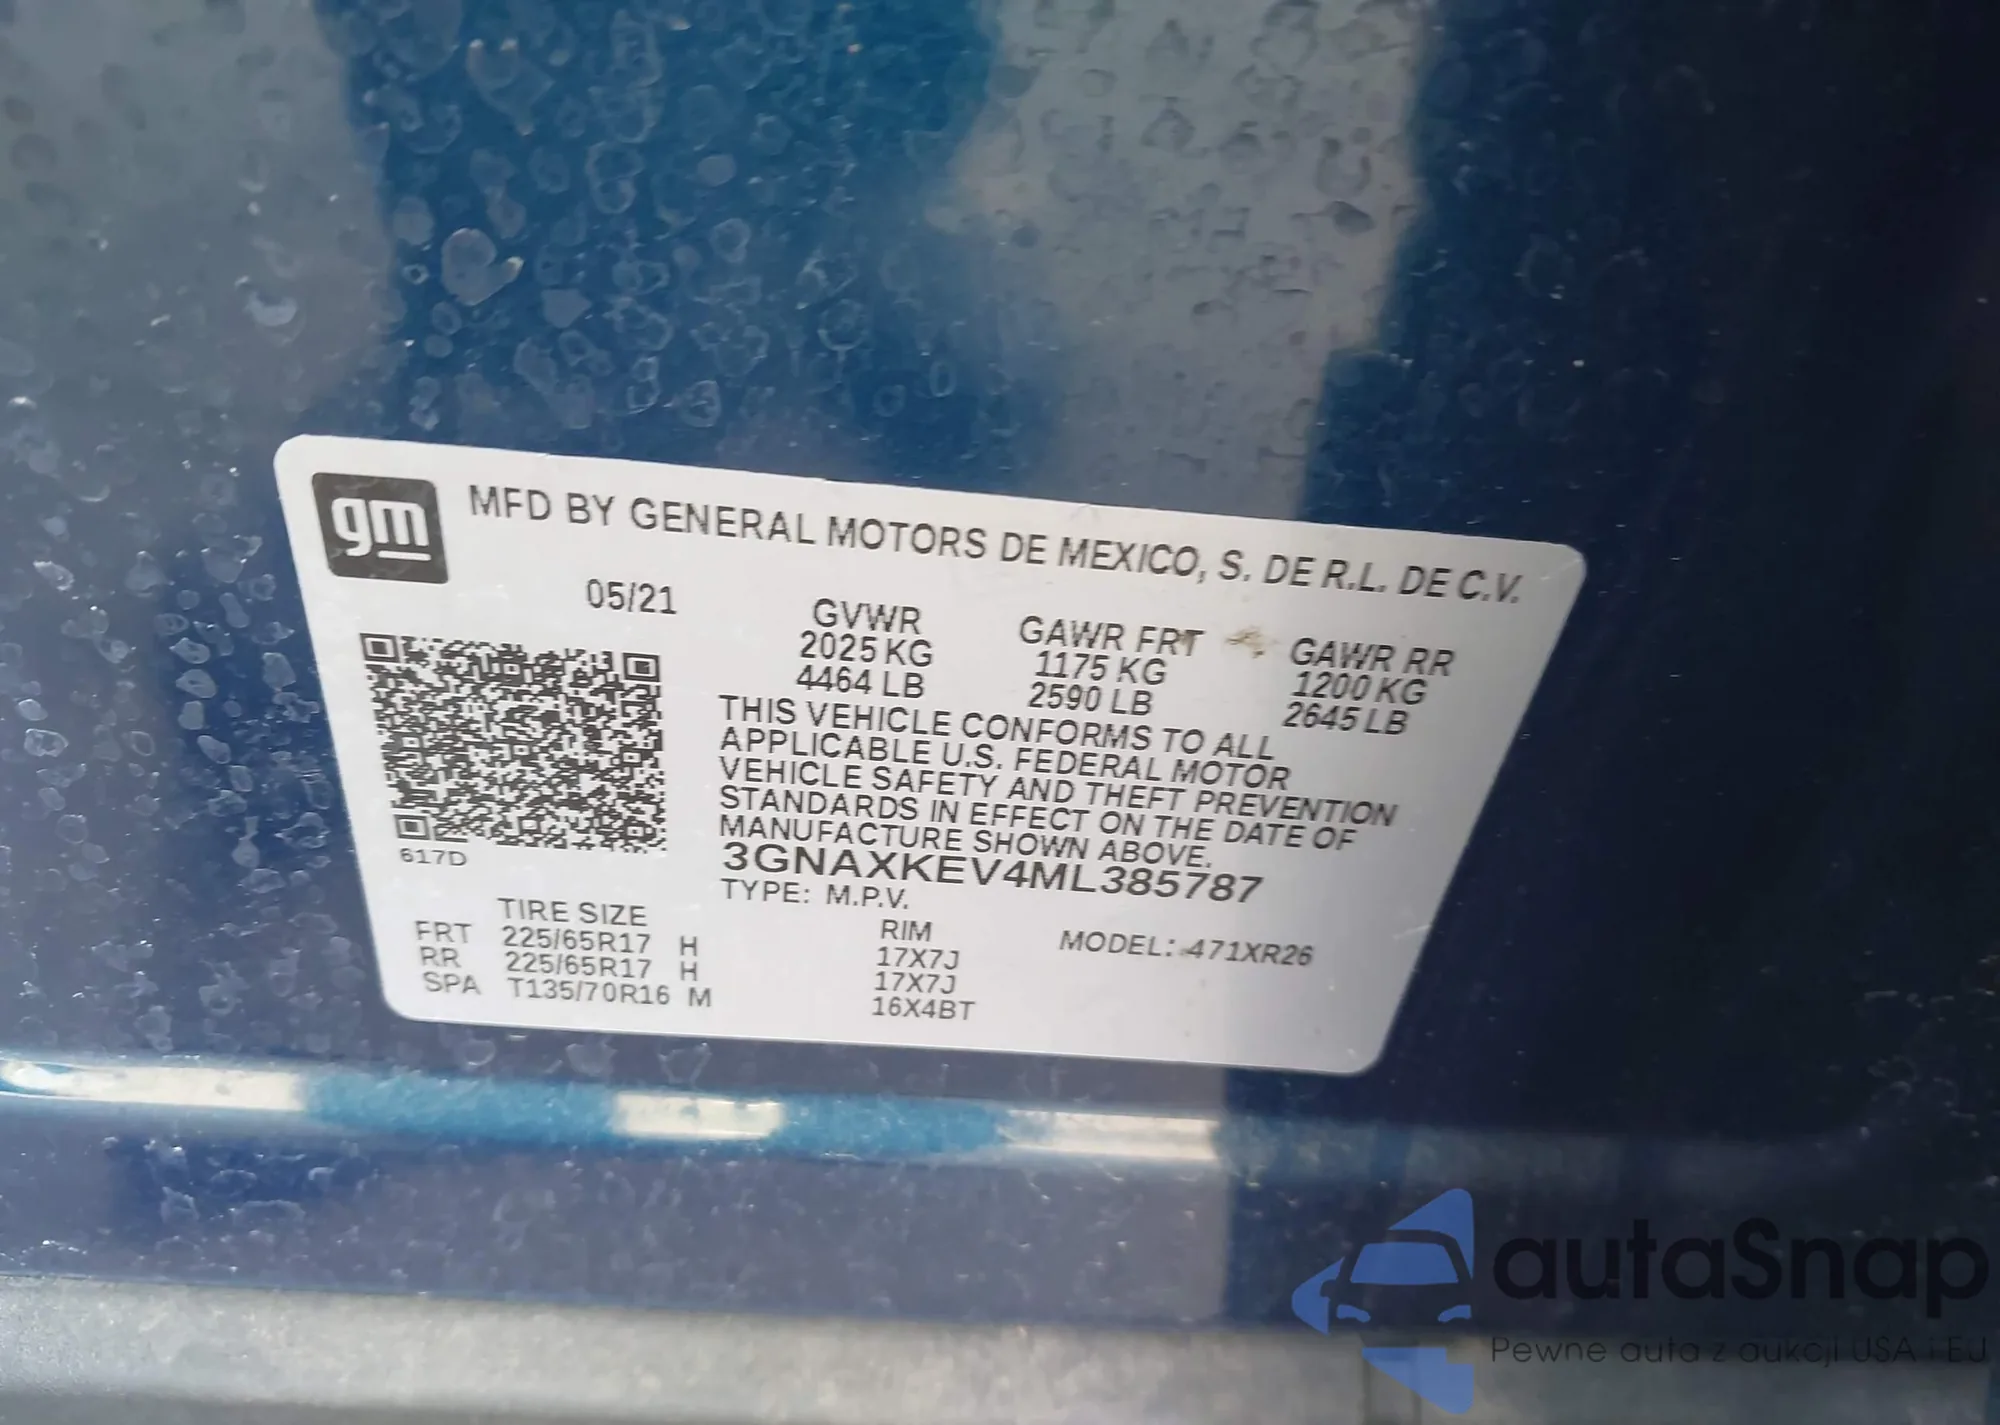 gm
MFD BY GENERAL MOTORS DE MEXICO, S. DE R.L. DE C.V.
05/21
GVWR GAWR FRT GAWR RR
2025 KG 1175 KG 1200 KG
4464 LB 2590 LB 2645 LB
THIS VEHICLE CONFORMS TO ALL
APPLICABLE U.S. FEDERAL MOTOR
VEHICLE SAFETY AND THEFT PREVENTION
STANDARDS IN EFFECT ON THE DATE OF
MANUFACTURE SHOWN ABOVE.
617D
3GNAXKEV4ML385787
TYPE: M.P.V.
TIRE SIZE RIM MODEL: 471XR26
FRT 225/65R17 H 17X7J
RR 225/65R17 H 17X7J
SPA T135/70R16 M 16X4BT
autaSnap
Pewne auta z aukcji USA i EU